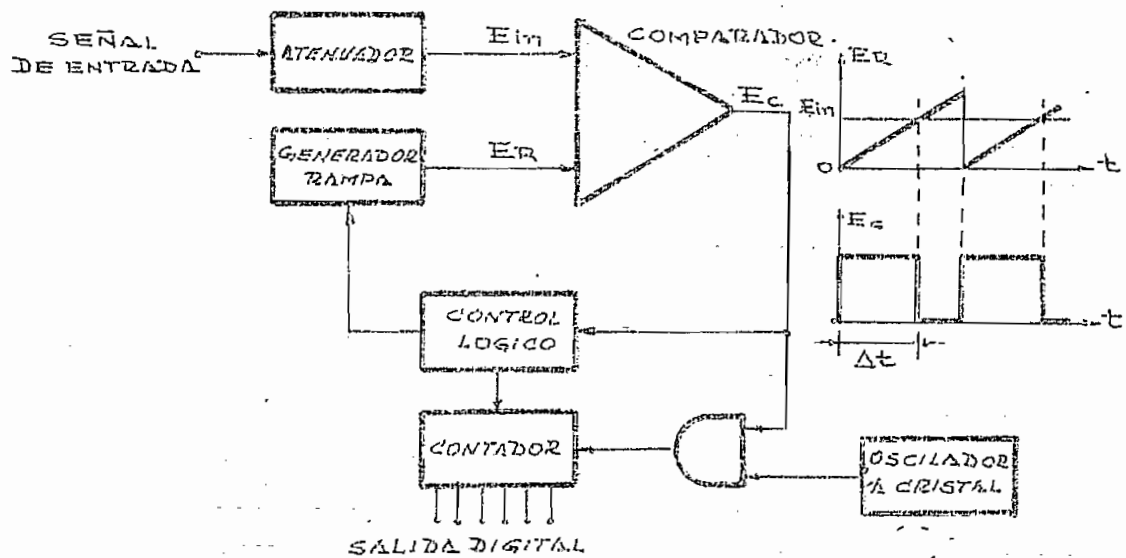 SEÑAL
DE ENTRADA
ATENUADOR
Ein
COMPARADOR
Ec
GENERADOR
RAMPA
ER
ER
Ein
0
t
Ec
t
Δt
CONTROL
LOGICO
CONTADOR
OSCILADOR
A CRISTAL
SALIDA DIGITAL